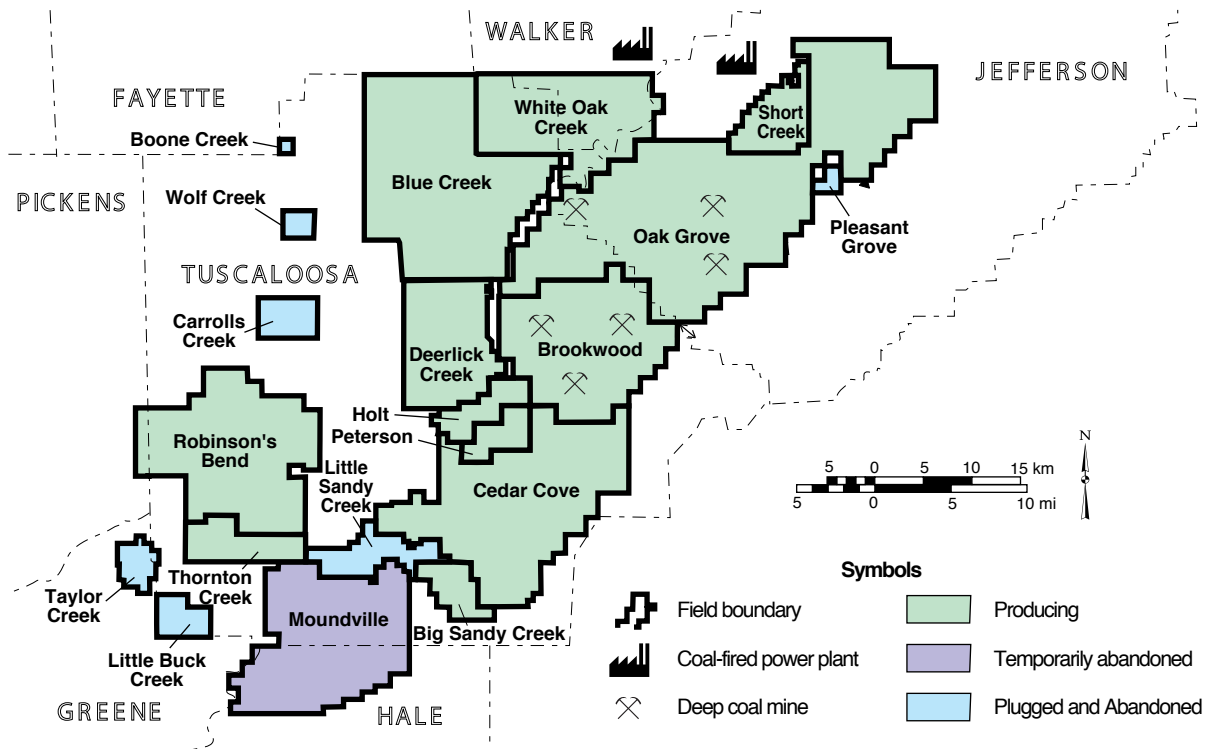 WALKER
JEFFERSON
FAYETTE
White Oak
Creek
Short
Creek
Boone Creek
Blue Creek
PICKENS
Wolf Creek
Pleasant
Grove
Oak Grove
TUSCALOOSA
Carrolls
Creek
Deerlick
Creek
Brookwood
Holt
Peterson
Robinson's
Bend
Little
Sandy
Creek
Cedar Cove
N
5 0 5 10 15 km
5 0 5 10 mi
Thornton
Creek
Taylor
Creek
Moundville
Big Sandy Creek
Little Buck
Creek
GREENE
HALE
Symbols
Field boundary
Producing
Coal-fired power plant
Temporarily abandoned
Deep coal mine
Plugged and Abandoned